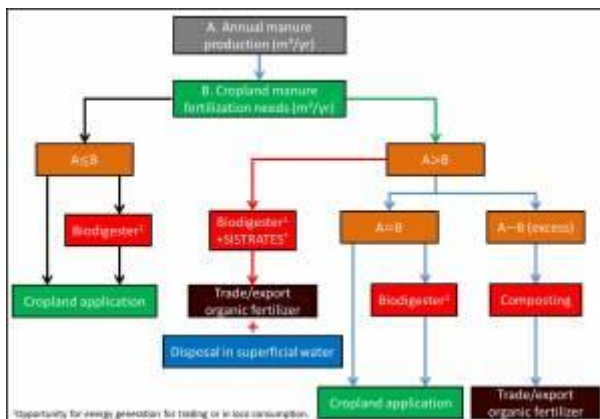 A. Annual manure
production (m³/yr)
B. Cropland manure
fertilization needs (m³/yr)
A≤B
A>B
Biodigester¹
Biodigester¹
+SISTRATES¹
A=B
A−B (excess)
Cropland application
Trade/export
organic fertilizer
+
Disposal in superficial water
Biodigester¹
Composting
Cropland application
Trade/export
organic fertilizer
¹Opportunity for energy generation for trading or in loco consumption.